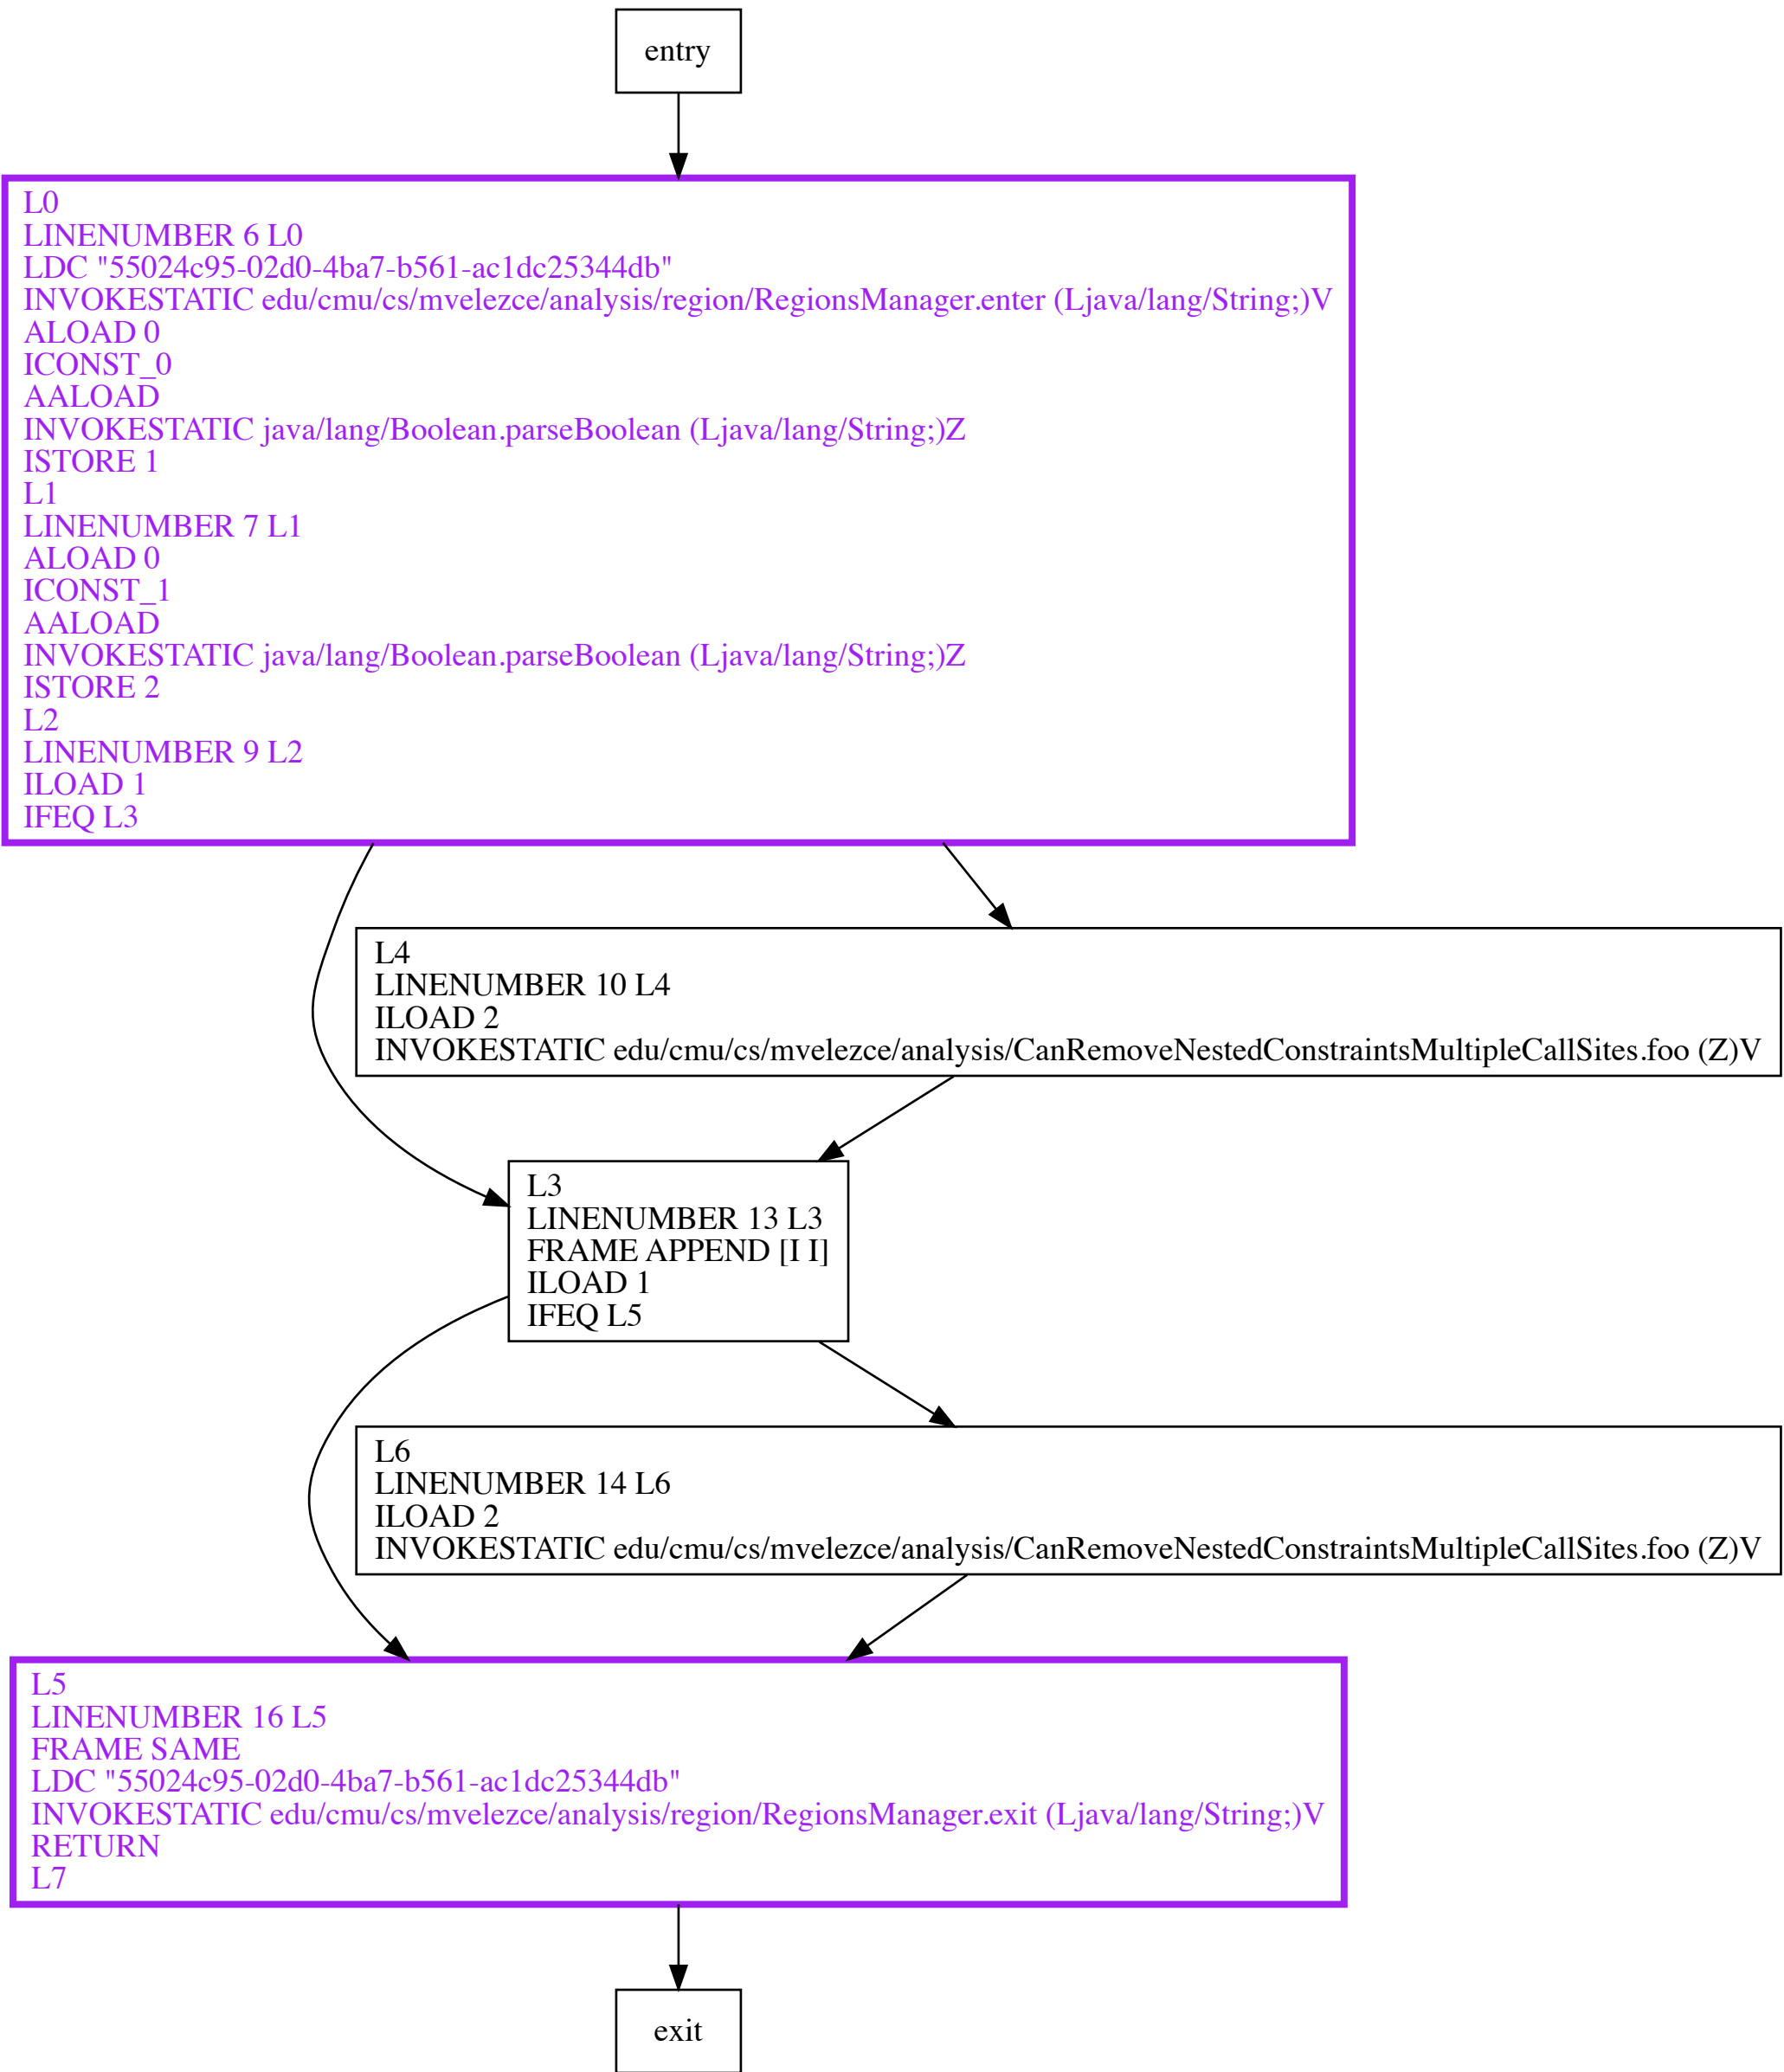 entry
L0
LINENUMBER 6 L0
LDC "55024c95-02d0-4ba7-b561-ac1dc25344db"
INVOKESTATIC edu/cmu/cs/mvelezce/analysis/region/RegionsManager.enter (Ljava/lang/String;)V
ALOAD 0
ICONST_0
AALOAD
INVOKESTATIC java/lang/Boolean.parseBoolean (Ljava/lang/String;)Z
ISTORE 1
L1
LINENUMBER 7 L1
ALOAD 0
ICONST_1
AALOAD
INVOKESTATIC java/lang/Boolean.parseBoolean (Ljava/lang/String;)Z
ISTORE 2
L2
LINENUMBER 9 L2
ILOAD 1
IFEQ L3
L4
LINENUMBER 10 L4
ILOAD 2
INVOKESTATIC edu/cmu/cs/mvelezce/analysis/CanRemoveNestedConstraintsMultipleCallSites.foo (Z)V
L3
LINENUMBER 13 L3
FRAME APPEND [I I]
ILOAD 1
IFEQ L5
L6
LINENUMBER 14 L6
ILOAD 2
INVOKESTATIC edu/cmu/cs/mvelezce/analysis/CanRemoveNestedConstraintsMultipleCallSites.foo (Z)V
L5
LINENUMBER 16 L5
FRAME SAME
LDC "55024c95-02d0-4ba7-b561-ac1dc25344db"
INVOKESTATIC edu/cmu/cs/mvelezce/analysis/region/RegionsManager.exit (Ljava/lang/String;)V
RETURN
L7
exit